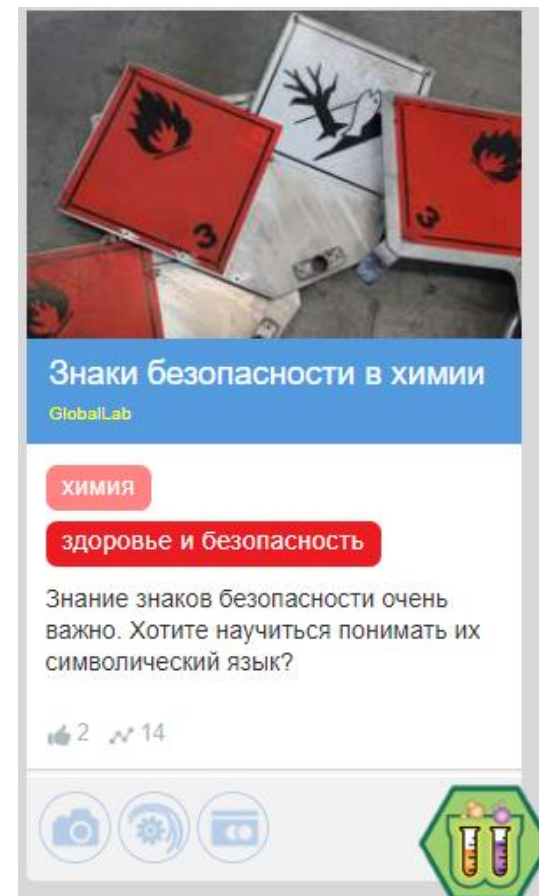 3
3
Знаки безопасности в химии
GlobalLab
химия
здоровье и безопасность
Знание знаков безопасности очень
важно. Хотите научиться понимать их
символический язык?
2 14